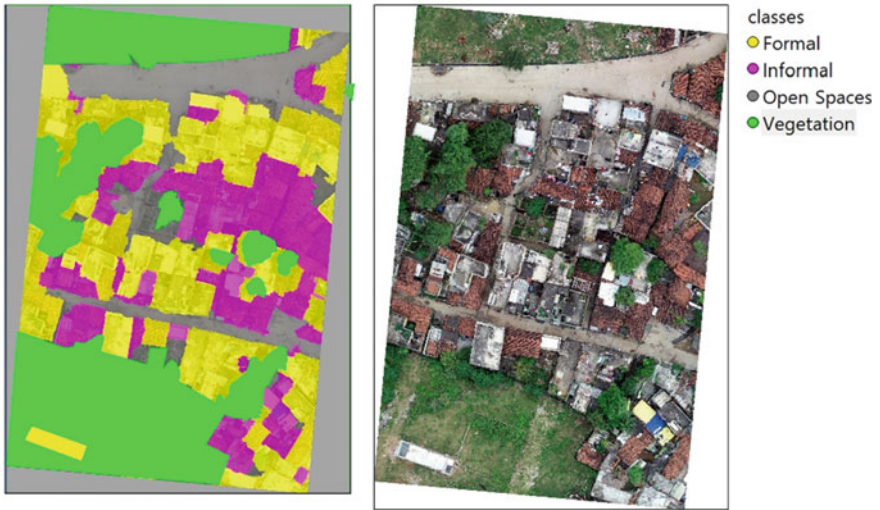 classes
Formal
Informal
Open Spaces
Vegetation